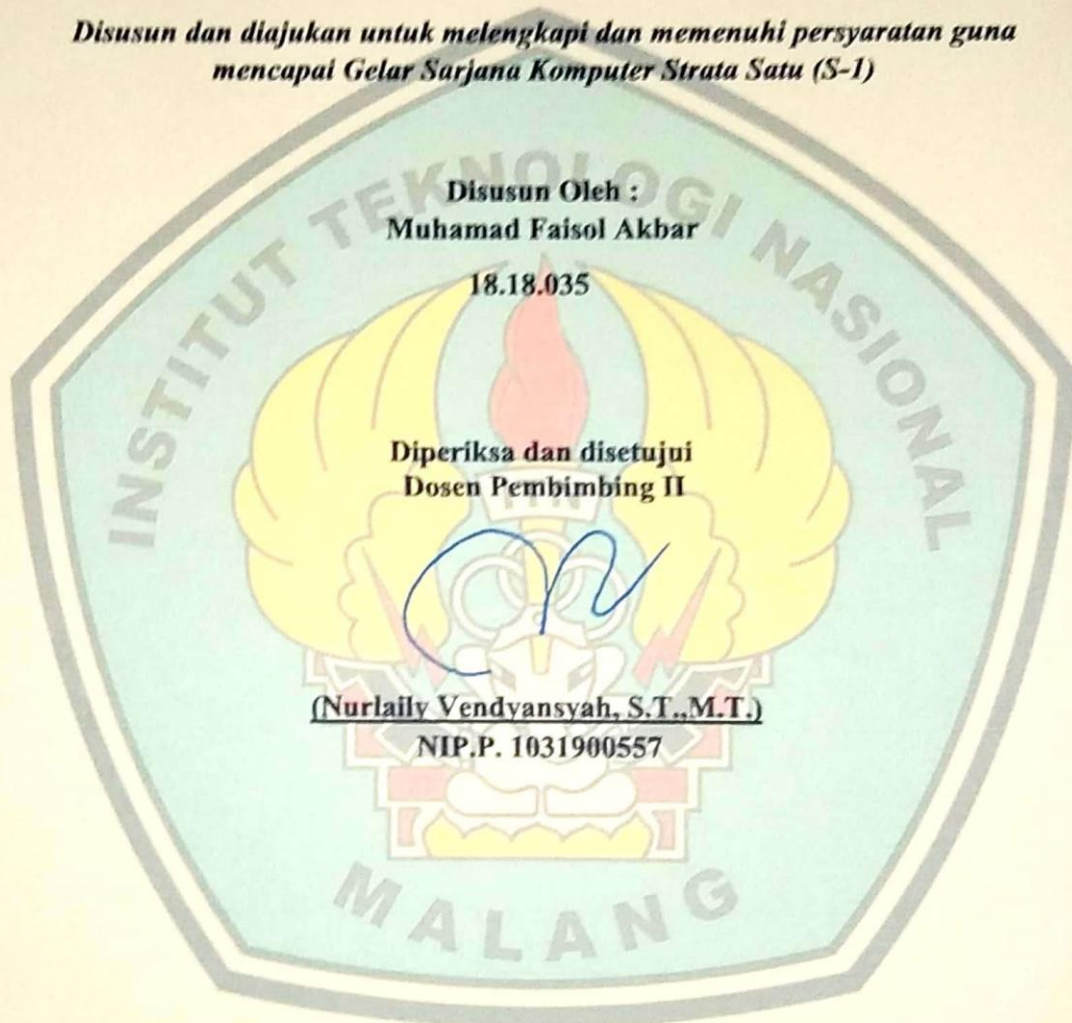 Disusun dan diajukan untuk melengkapi dan memenuhi persyaratan guna
mencapai Gelar Sarjana Komputer Strata Satu (S-1)
INSTITUT TEKNOLOGI NASIONAL
Disusun Oleh :
Muhamad Faisol Akbar
18.18.035
Diperiksa dan disetujui
Dosen Pembimbing II
(Nurlaily Vendyansyah, S.T.,M.T.)
NIP.P. 1031900557
MALANG